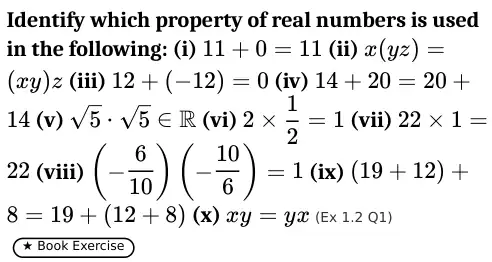 Identify which property of real numbers is used
in the following: (i) 11 + 0 = 11 (ii) x(yz) =
(xy)z (iii) 12 + (−12) = 0 (iv) 14 + 20 = 20 +
14 (v) √5 · √5 ∈ ℝ (vi) 2 × 1/2 = 1 (vii) 22 × 1 =
22 (viii) (−6/10)(−10/6) = 1 (ix) (19 + 12) +
8 = 19 + (12 + 8) (x) xy = yx (Ex 1.2 Q1)
★ Book Exercise